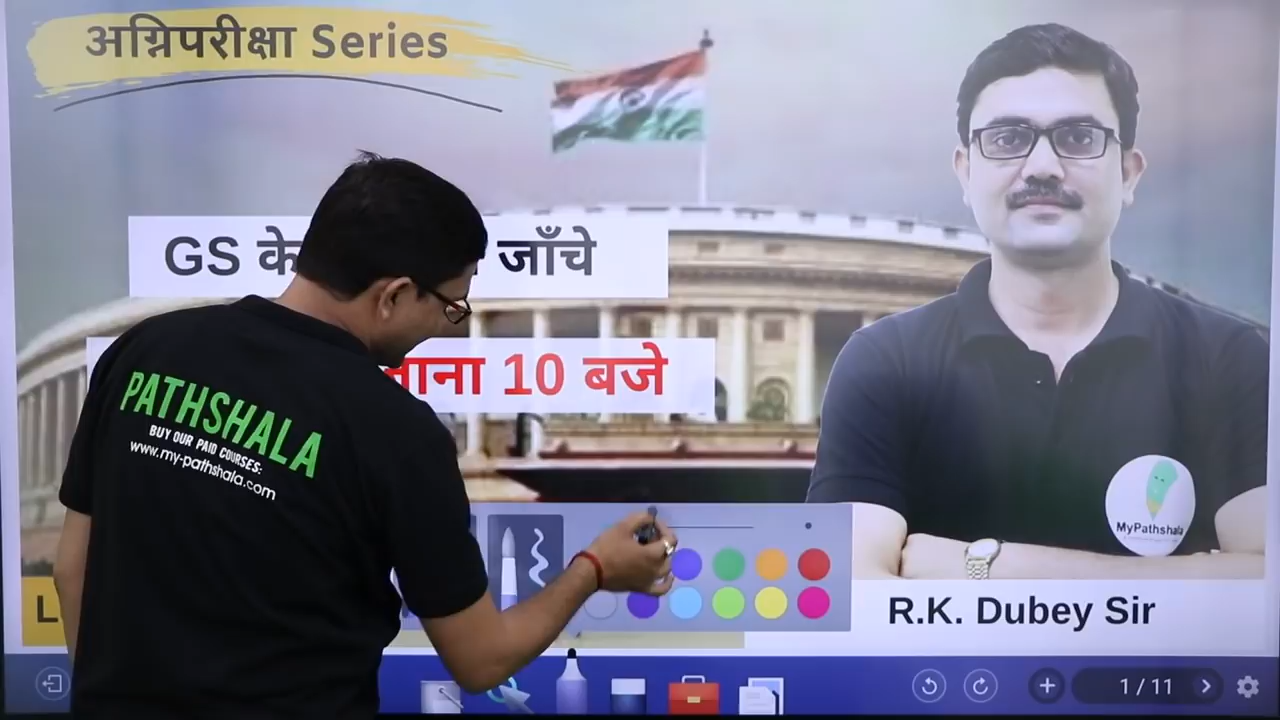 अग्निपरीक्षा Series
GS के जाँचे
10 बजे
PATHSHALA
BUY OUR PAID COURSES:
www.my-pathshala.com
MyPathshala
L
R.K. Dubey Sir
1 / 11